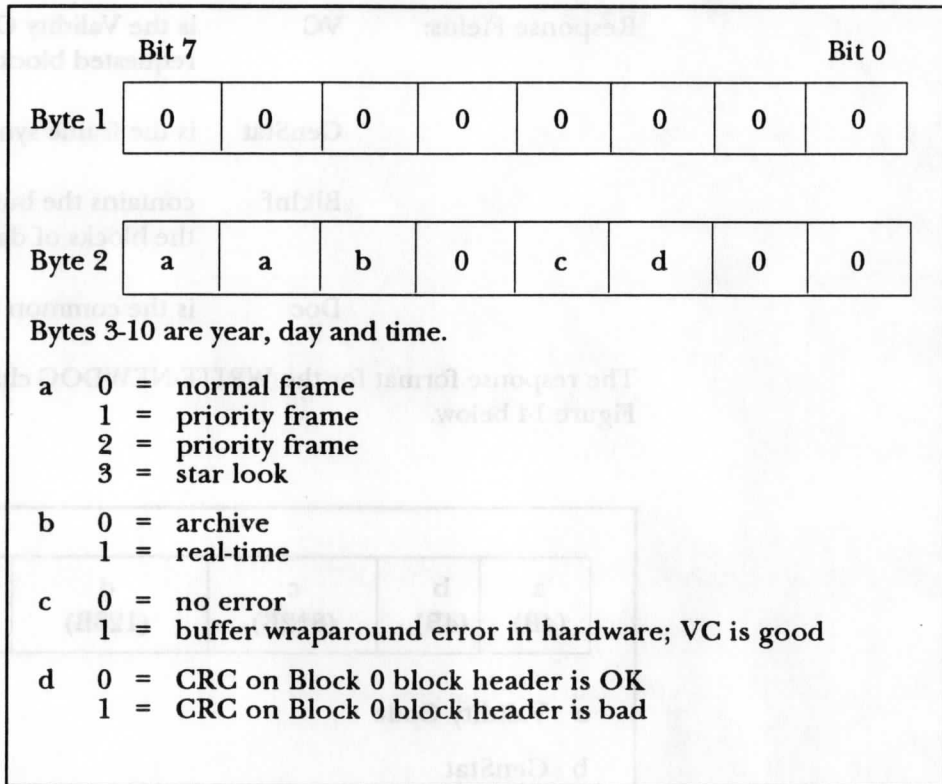 Bit 7 Bit 0
Byte 1 0 0 0 0 0 0 0 0
Byte 2 a a b 0 c d 0 0
Bytes 3-10 are year, day and time.
a 0 = normal frame
1 = priority frame
2 = priority frame
3 = star look
b 0 = archive
1 = real-time
c 0 = no error
1 = buffer wraparound error in hardware; VC is good
d 0 = CRC on Block 0 block header is OK
1 = CRC on Block 0 block header is bad